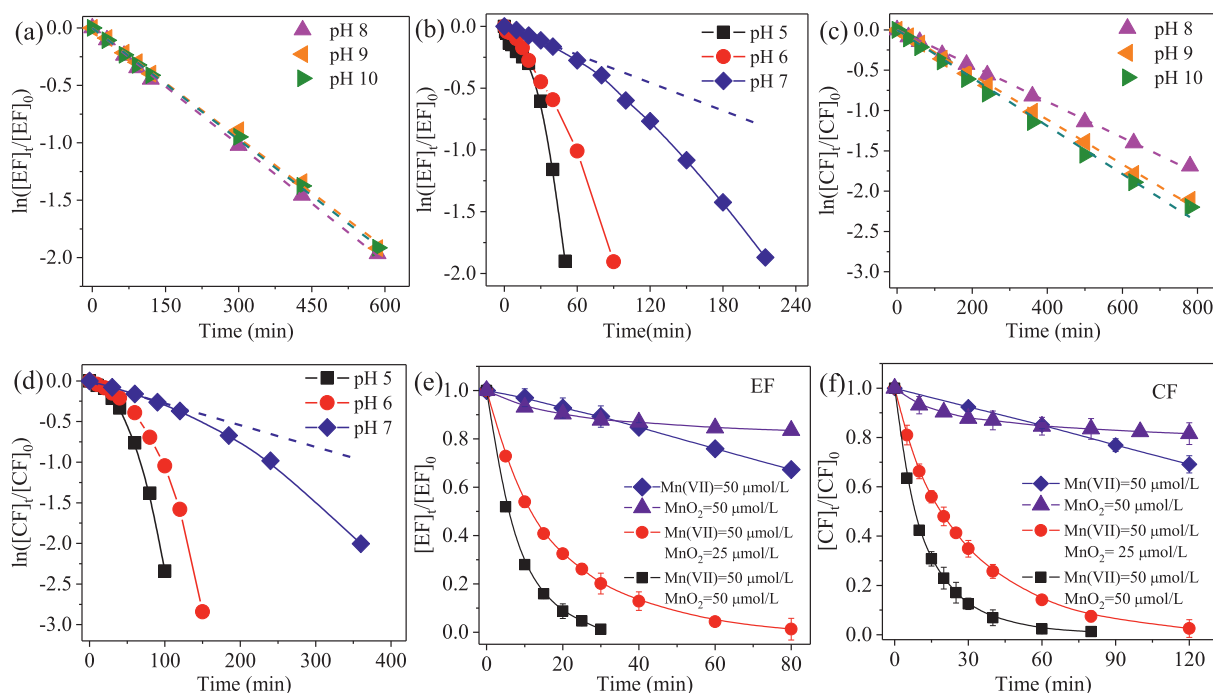 (a)
pH 8
pH 9
pH 10
0.0
-0.5
-1.0
-1.5
-2.0
ln([EF]t/[EF]0)
0 150 300 450 600
Time (min)
(b)
pH 5
pH 6
pH 7
0.0
-0.5
-1.0
-1.5
-2.0
ln([EF]t/[EF]0)
0 60 120 180 240
Time(min)
(c)
pH 8
pH 9
pH 10
0.0
-0.5
-1.0
-1.5
-2.0
-2.5
-3.0
ln([CF]t/[CF]0)
0 200 400 600 800
Time (min)
(d)
pH 5
pH 6
pH 7
0.0
-0.5
-1.0
-1.5
-2.0
-2.5
-3.0
ln([CF]t/[CF]0)
0 100 200 300 400
Time (min)
(e)
EF
1.0
0.8
0.6
0.4
0.2
0.0
[EF]t/[EF]0
Mn(VII)=50 μmol/L
MnO2=50 μmol/L
Mn(VII)=50 μmol/L
MnO2=25 μmol/L
Mn(VII)=50 μmol/L
MnO2=50 μmol/L
0 20 40 60 80
Time (min)
(f)
CF
1.0
0.8
0.6
0.4
0.2
0.0
[CF]t/[CF]0
Mn(VII)=50 μmol/L
MnO2=50 μmol/L
Mn(VII)=50 μmol/L
MnO2= 25 μmol/L
Mn(VII)=50 μmol/L
MnO2=50 μmol/L
0 30 60 90 120
Time (min)